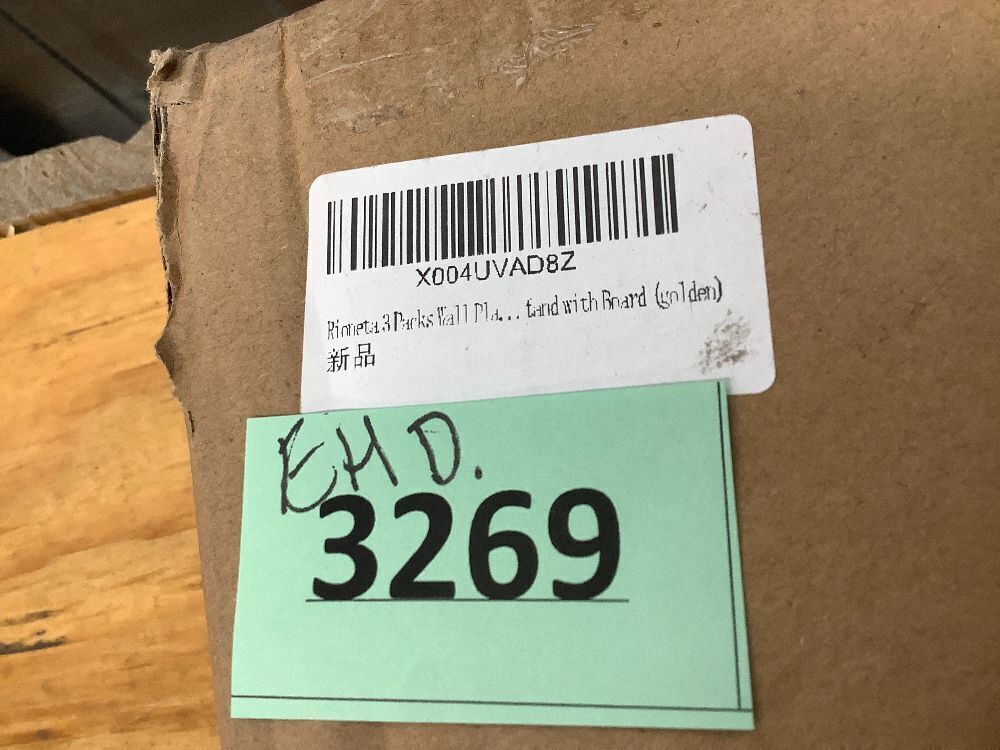 X004UVAD8Z
Rioneta 3 Packs Wall Pla... tand with Board (golden)
新品
EHD.
3269